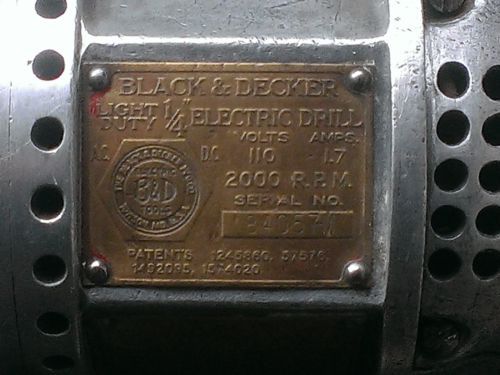 BLACK & DECKER
LIGHT DUTY 1/4" ELECTRIC DRILL
VOLTS AMPS.
A.C. D.C. 110 1.7
2000 R.P.M.
SERIAL NO.
B&D
PATENTS 1245860, 57576,
1492095, 1574020